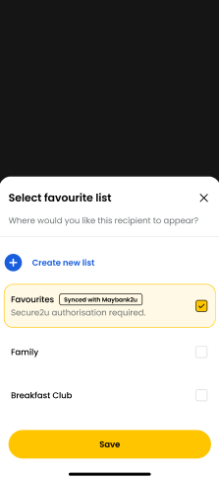 Select favourite list
Where would you like this recipient to appear?
Create new list
Favourites Synced with Maybank2u
Secure2u authorisation required.
Family
Breakfast Club
Save